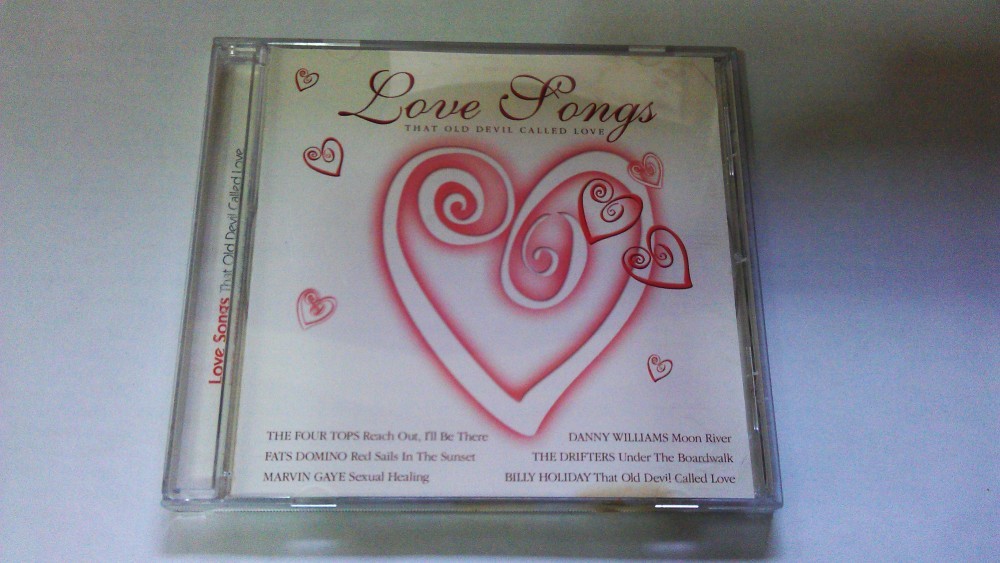 Love Songs
THAT OLD DEVIL CALLED LOVE
Love Songs That Old Devil Called Love
THE FOUR TOPS Reach Out, I'll Be There
FATS DOMINO Red Sails In The Sunset
MARVIN GAYE Sexual Healing
DANNY WILLIAMS Moon River
THE DRIFTERS Under The Boardwalk
BILLY HOLIDAY That Old Devil Called Love